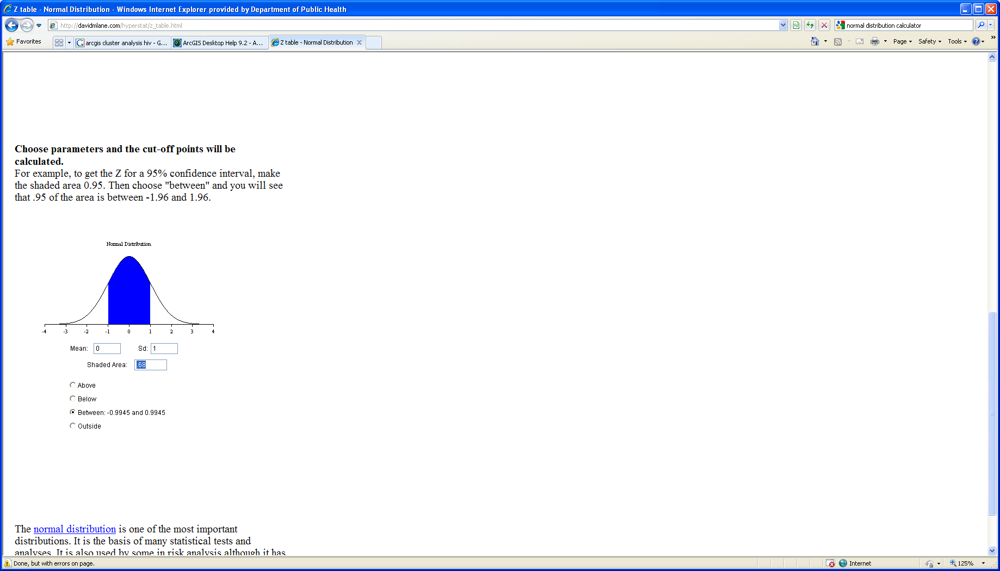 Z table - Normal Distribution - Windows Internet Explorer provided by Department of Public Health
http://davidmlane.com/hyperstat/z_table.html
normal distribution calculator
Favorites
arcgis cluster analysis hiv - G...
ArcGIS Desktop Help 9.2 - A...
Z table - Normal Distribution
Page
Safety
Tools
Choose parameters and the cut-off points will be
calculated.
For example, to get the Z for a 95% confidence interval, make
the shaded area 0.95. Then choose "between" and you will see
that .95 of the area is between -1.96 and 1.96.
Normal Distribution
-4 -3 -2 -1 0 1 2 3 4
Mean: 0 Sd: 1
Shaded Area: .68
Above
Below
Between: -0.9945 and 0.9945
Outside
The normal distribution is one of the most important
distributions. It is the basis of many statistical tests and
analyses. It is also used by some in risk analysis although it has
Done, but with errors on page.
Internet
125%